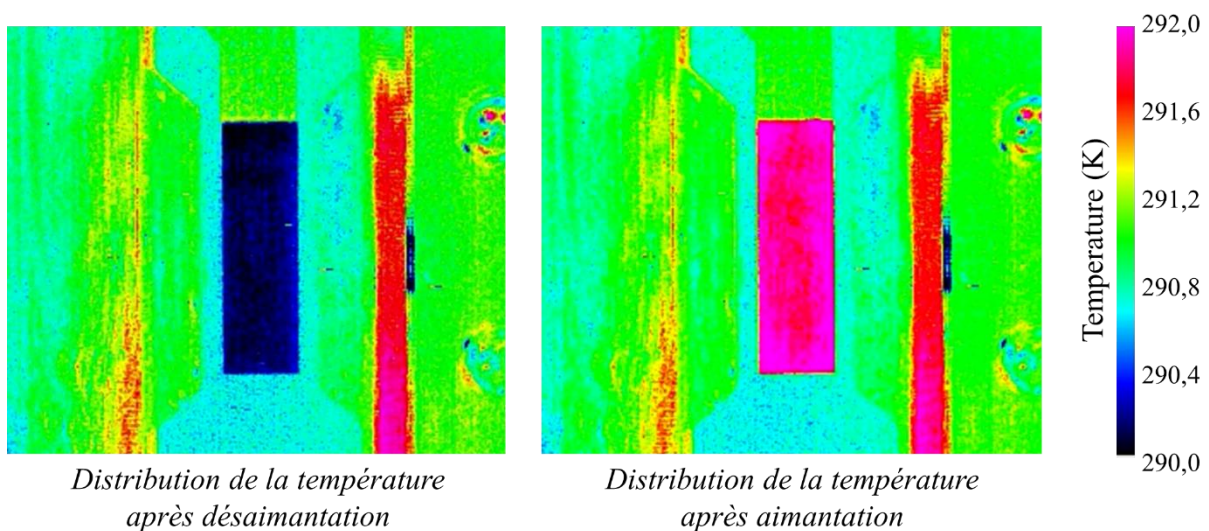 292,0
291,6
291,2
290,8
290,4
290,0
Temperature (K)
Distribution de la température
après désaimantation
Distribution de la température
après aimantation